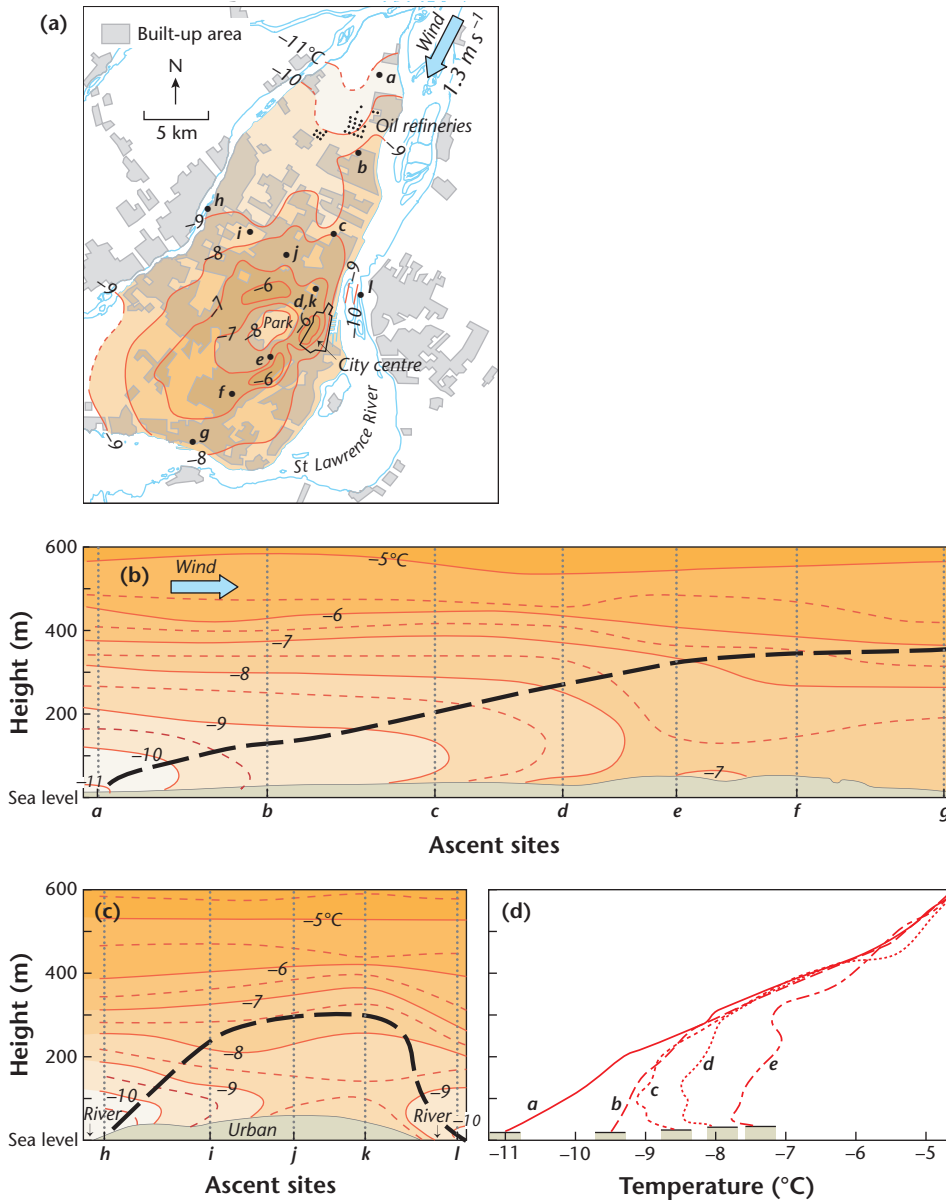 (a)
Built-up area
N
5 km
Wind
1.3 m s⁻¹
–11°C
–10
a
Oil refineries
–9
b
h
–9
i
c
–8
j
–9
–9
–7
–6
d,k
l
–7
Park
–8
–6
–10
e
City centre
–6
f
St Lawrence River
g
–9
–8
(b)
600
400
200
Sea level
Height (m)
Wind
–5°C
–6
–7
–8
–9
–10
–11
–7
a b c d e f g
Ascent sites
(c)
600
400
200
Sea level
Height (m)
–5°C
–6
–7
–8
–9
–10
–9
–10
River
Urban
River
h i j k l
Ascent sites
(d)
a
b
c
d
e
–11 –10 –9 –8 –7 –6 –5
Temperature (°C)